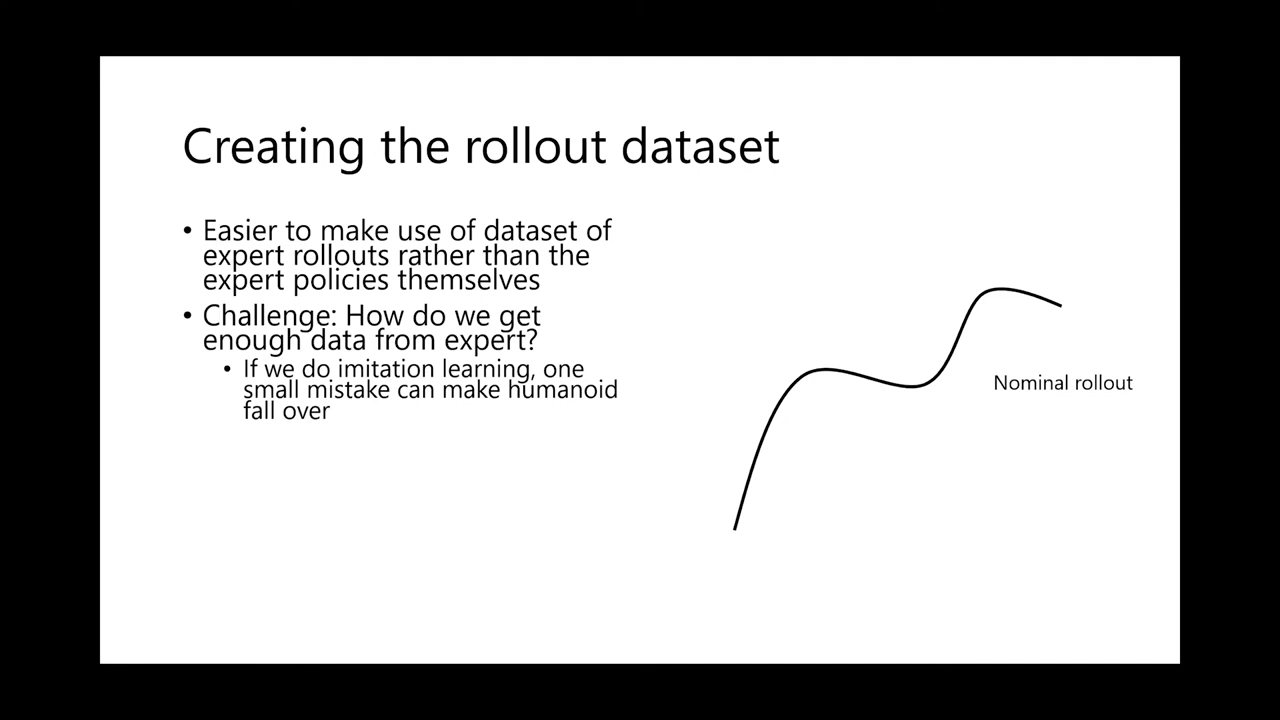 Creating the rollout dataset
• Easier to make use of dataset of
expert rollouts rather than the
expert policies themselves
• Challenge: How do we get
enough data from expert?
• If we do imitation learning, one
small mistake can make humanoid
fall over
Nominal rollout